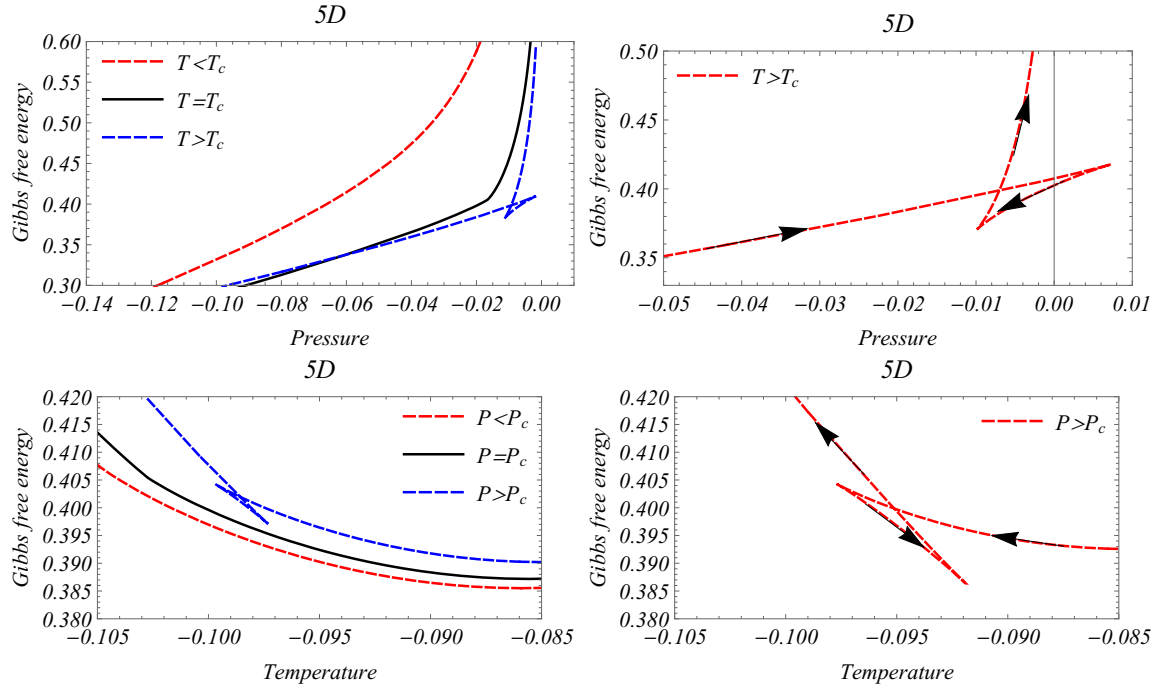 5D
0.60
0.55
0.50
0.45
0.40
0.35
0.30
Gibbs free energy
T<Tc
T=Tc
T>Tc
−0.14 −0.12 −0.10 −0.08 −0.06 −0.04 −0.02 0.00
Pressure
5D
0.50
0.45
0.40
0.35
Gibbs free energy
T>Tc
−0.05 −0.04 −0.03 −0.02 −0.01 0.00 0.01
Pressure
5D
0.420
0.415
0.410
0.405
0.400
0.395
0.390
0.385
0.380
Gibbs free energy
P<Pc
P=Pc
P>Pc
−0.105 −0.100 −0.095 −0.090 −0.085
Temperature
5D
0.420
0.415
0.410
0.405
0.400
0.395
0.390
0.385
0.380
Gibbs free energy
P>Pc
−0.105 −0.100 −0.095 −0.090 −0.085
Temperature